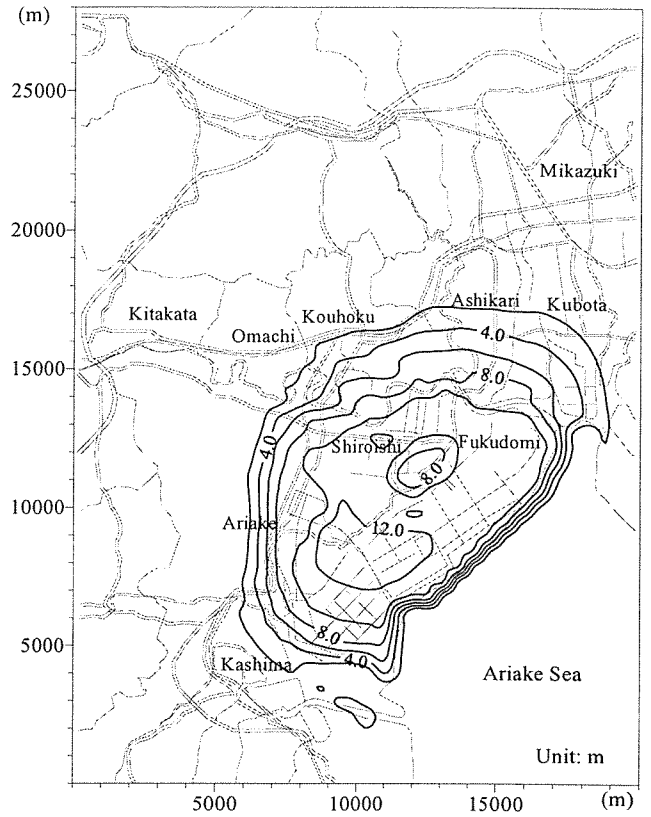 (m)
25000
Mikazuki
20000
Ashikari
Kubota
Kitakata
Kouhoku
Omachi
4.0
15000
8.0
4.0
Shiroishi
Fukudomi
8.0
10000
Ariake
12.0
8.0
5000
Kashima
4.0
Ariake Sea
Unit: m
5000
10000
15000
(m)